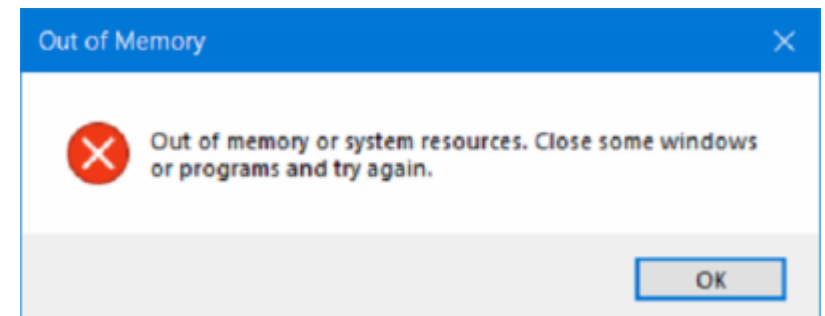 Out of Memory
Out of memory or system resources. Close some windows
or programs and try again.
OK